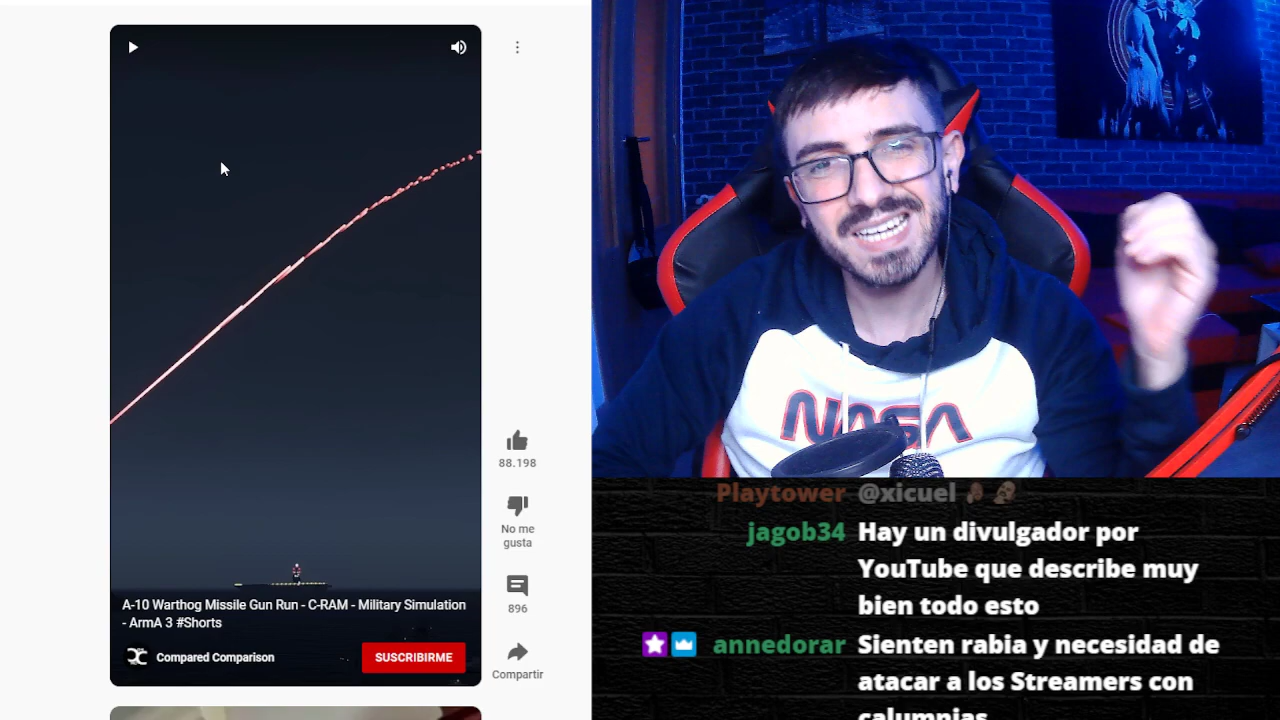 88.198
No me
gusta
896
Compartir
A-10 Warthog Missile Gun Run - C-RAM - Military Simulation
- ArmA 3 #Shorts
Compared Comparison
SUSCRIBIRME
NASA
Playtower @xicuel
jagob34 Hay un divulgador por
YouTube que describe muy
bien todo esto
annedorar Sienten rabia y necesidad de
atacar a los Streamers con
calumnias